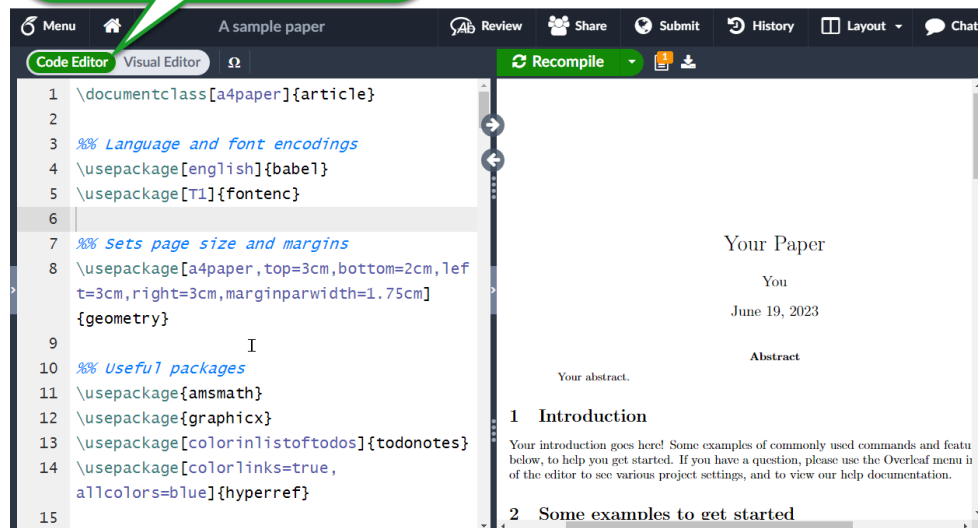 Menu A sample paper Review Share Submit History Layout Chat
Code Editor Visual Editor Ω Recompile 1
1 \documentclass[a4paper]{article}
2
3 %% Language and font encodings
4 \usepackage[english]{babel}
5 \usepackage[T1]{fontenc}
6
7 %% Sets page size and margins
8 \usepackage[a4paper,top=3cm,bottom=2cm,lef
t=3cm,right=3cm,marginparwidth=1.75cm]
{geometry}
9
10 %% Useful packages
11 \usepackage{amsmath}
12 \usepackage{graphicx}
13 \usepackage[colorinlistoftodos]{todonotes}
14 \usepackage[colorlinks=true,
allcolors=blue]{hyperref}
15
Your Paper
You
June 19, 2023
Abstract
Your abstract.
1 Introduction
Your introduction goes here! Some examples of commonly used commands and featu
below, to help you get started. If you have a question, please use the Overleaf menu in
of the editor to see various project settings, and to view our help documentation.
2 Some examples to get started